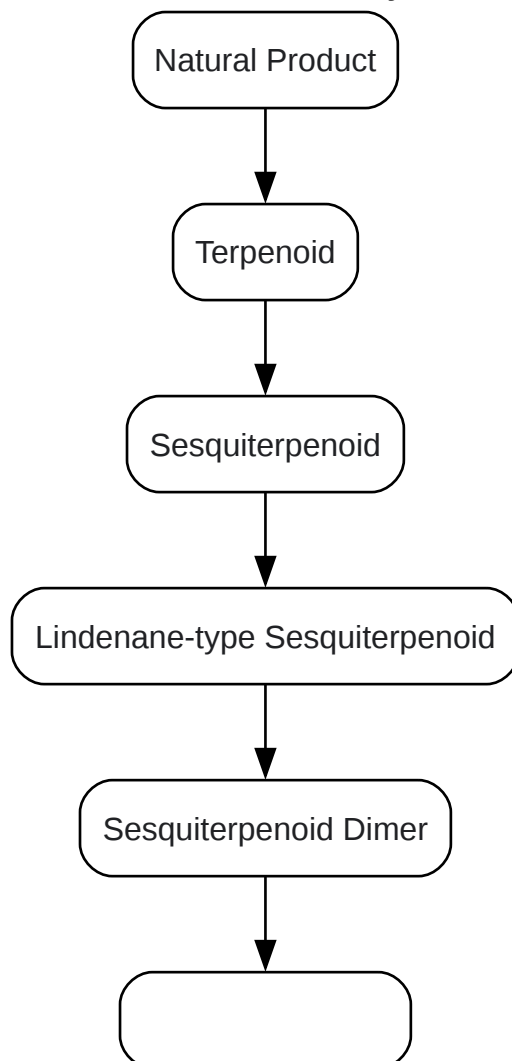 Natural Product
Terpenoid
Sesquiterpenoid
Lindenane-type Sesquiterpenoid
Sesquiterpenoid Dimer